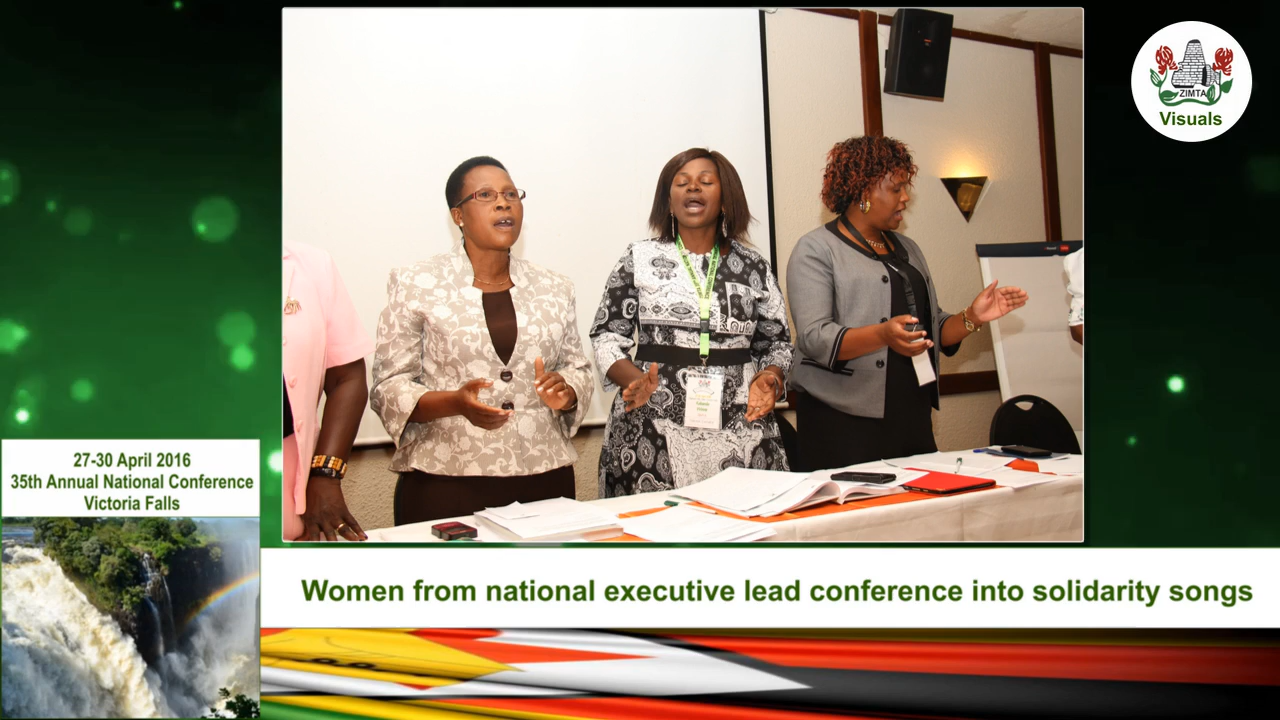 ZIMTA
Visuals
27-30 April 2016
35th Annual National Conference
Victoria Falls
Women from national executive lead conference into solidarity songs